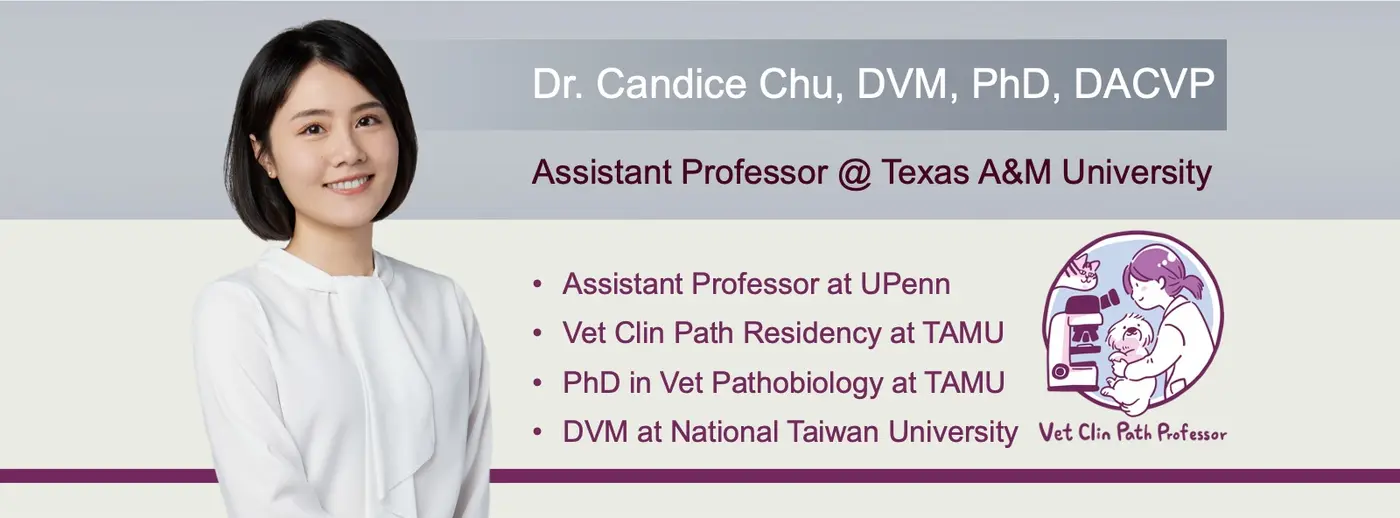 Dr. Candice Chu, DVM, PhD, DACVP
Assistant Professor @ Texas A&M University
• Assistant Professor at UPenn
• Vet Clin Path Residency at TAMU
• PhD in Vet Pathobiology at TAMU
• DVM at National Taiwan University
Vet Clin Path Professor